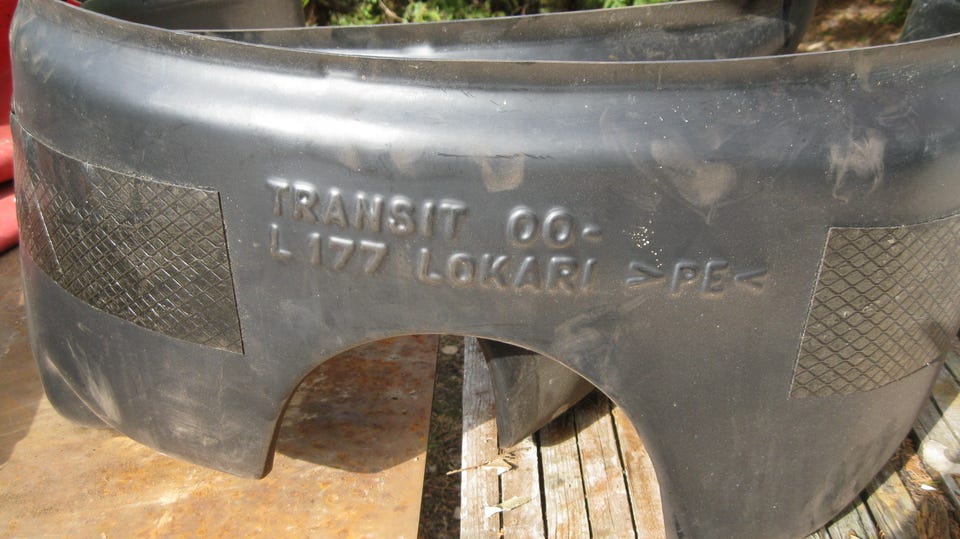 TRANSIT 00-
L 177 LOKARI >PE<